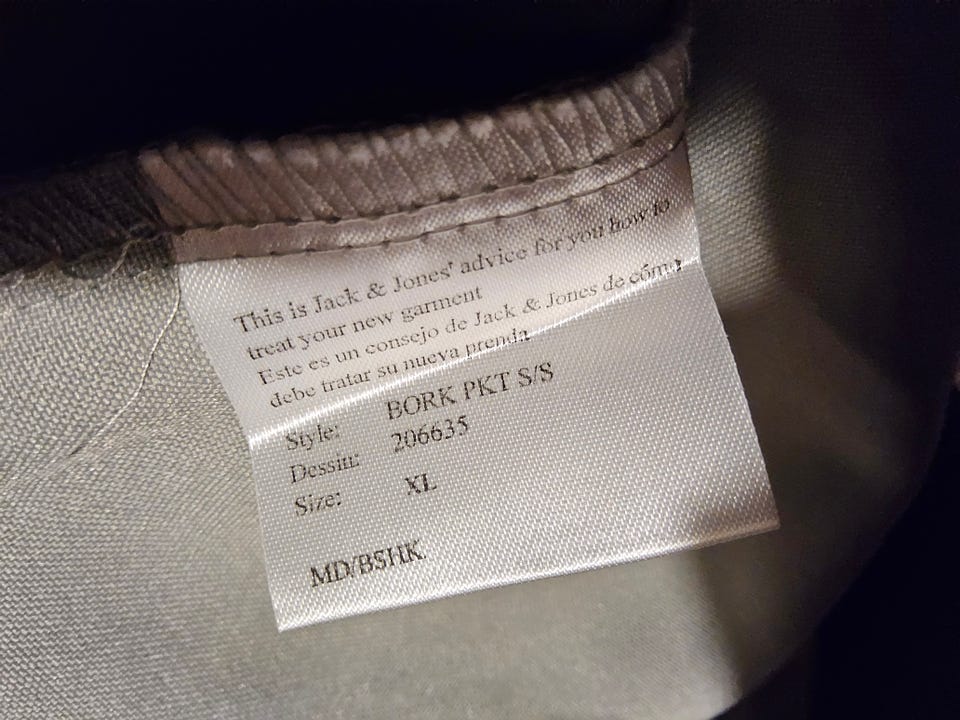 This is Jack & Jones' advice for you how to
treat your new garment
Este es un consejo de Jack & Jones de cómo
debe tratar su nueva prenda
Style: BORK PKT S/S
Dessin: 206635
Size: XL
MD/BSHK